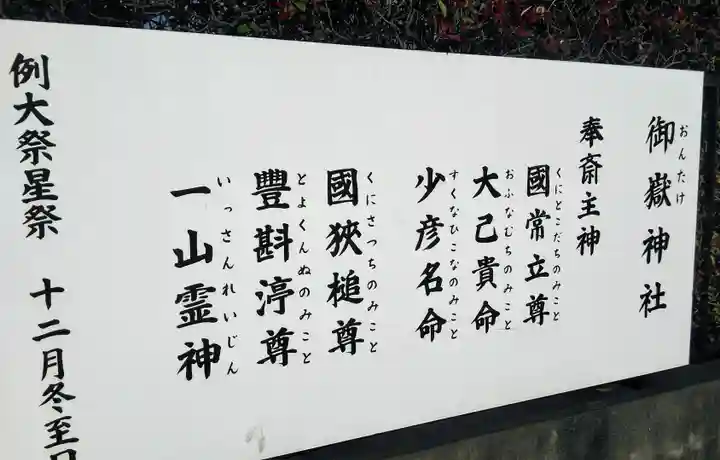 御嶽神社
おんたけ
奉斎主神
國常立尊
くにとこだちのみこと
大己貴命
おふなむちのみこと
少彦名命
すくなひこなのみこと
國狹槌尊
くにさつちのみこと
豐斟渟尊
とよくんぬのみこと
一山霊神
いっさんれいじん
例大祭星祭 十二月冬至日